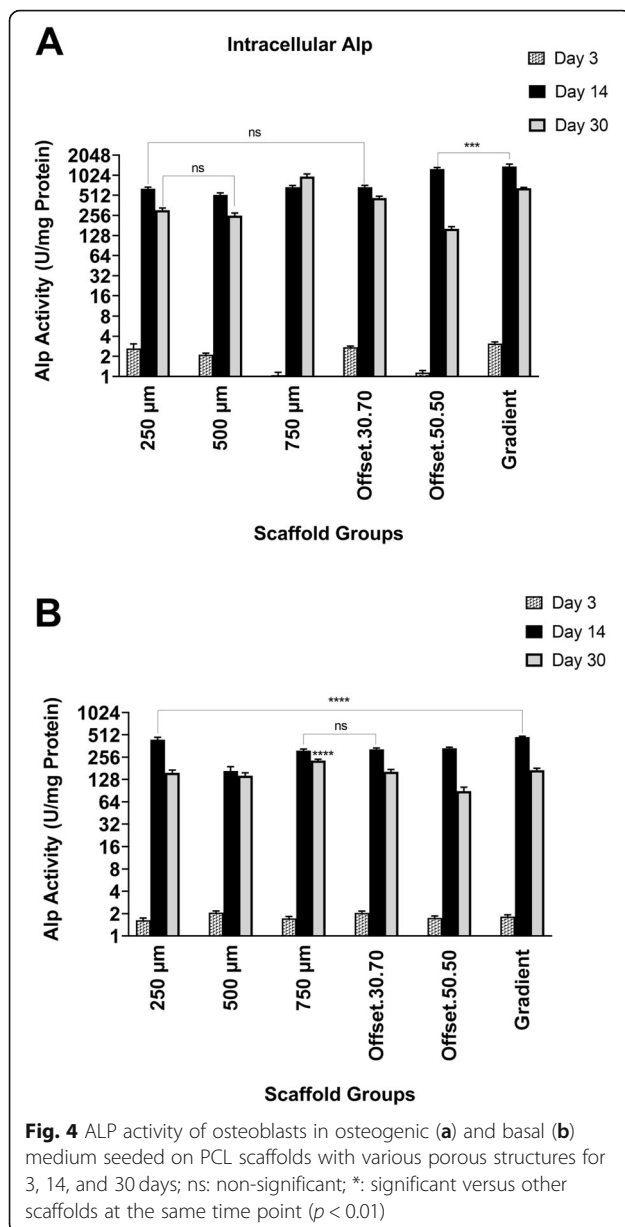 A
Intracellular Alp
Day 3
Day 14
Day 30
ns
ns
***
Alp Activity (U/mg Protein)
2048
1024
512
256
128
64
32
16
8
4
2
1
250 µm
500 µm
750 µm
Offset.30.70
Offset.50.50
Gradient
Scaffold Groups
B
Day 3
Day 14
Day 30
****
ns
****
Alp Activity (U/mg Protein)
1024
512
256
128
64
32
16
8
4
2
1
250 µm
500 µm
750 µm
Offset.30.70
Offset.50.50
Gradient
Scaffold Groups
Fig. 4 ALP activity of osteoblasts in osteogenic (a) and basal (b)
medium seeded on PCL scaffolds with various porous structures for
3, 14, and 30 days; ns: non-significant; *: significant versus other
scaffolds at the same time point (p < 0.01)